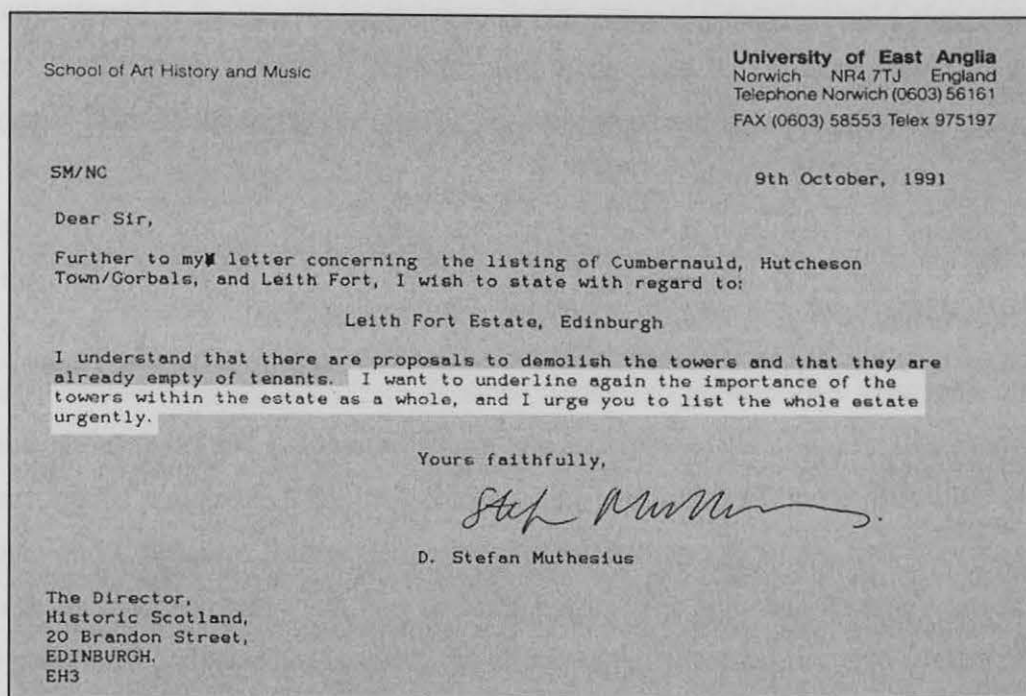 School of Art History and Music
University of East Anglia
Norwich NR4 7TJ England
Telephone Norwich (0603) 56161
FAX (0603) 58553 Telex 975197
SM/NC
9th October, 1991
Dear Sir,
Further to my letter concerning the listing of Cumbernauld, Hutcheson
Town/Gorbals, and Leith Fort, I wish to state with regard to:
Leith Fort Estate, Edinburgh
I understand that there are proposals to demolish the towers and that they are
already empty of tenants. I want to underline again the importance of the
towers within the estate as a whole, and I urge you to list the whole estate
urgently.
Yours faithfully,
D. Stefan Muthesius
The Director,
Historic Scotland,
20 Brandon Street,
EDINBURGH.
EH3